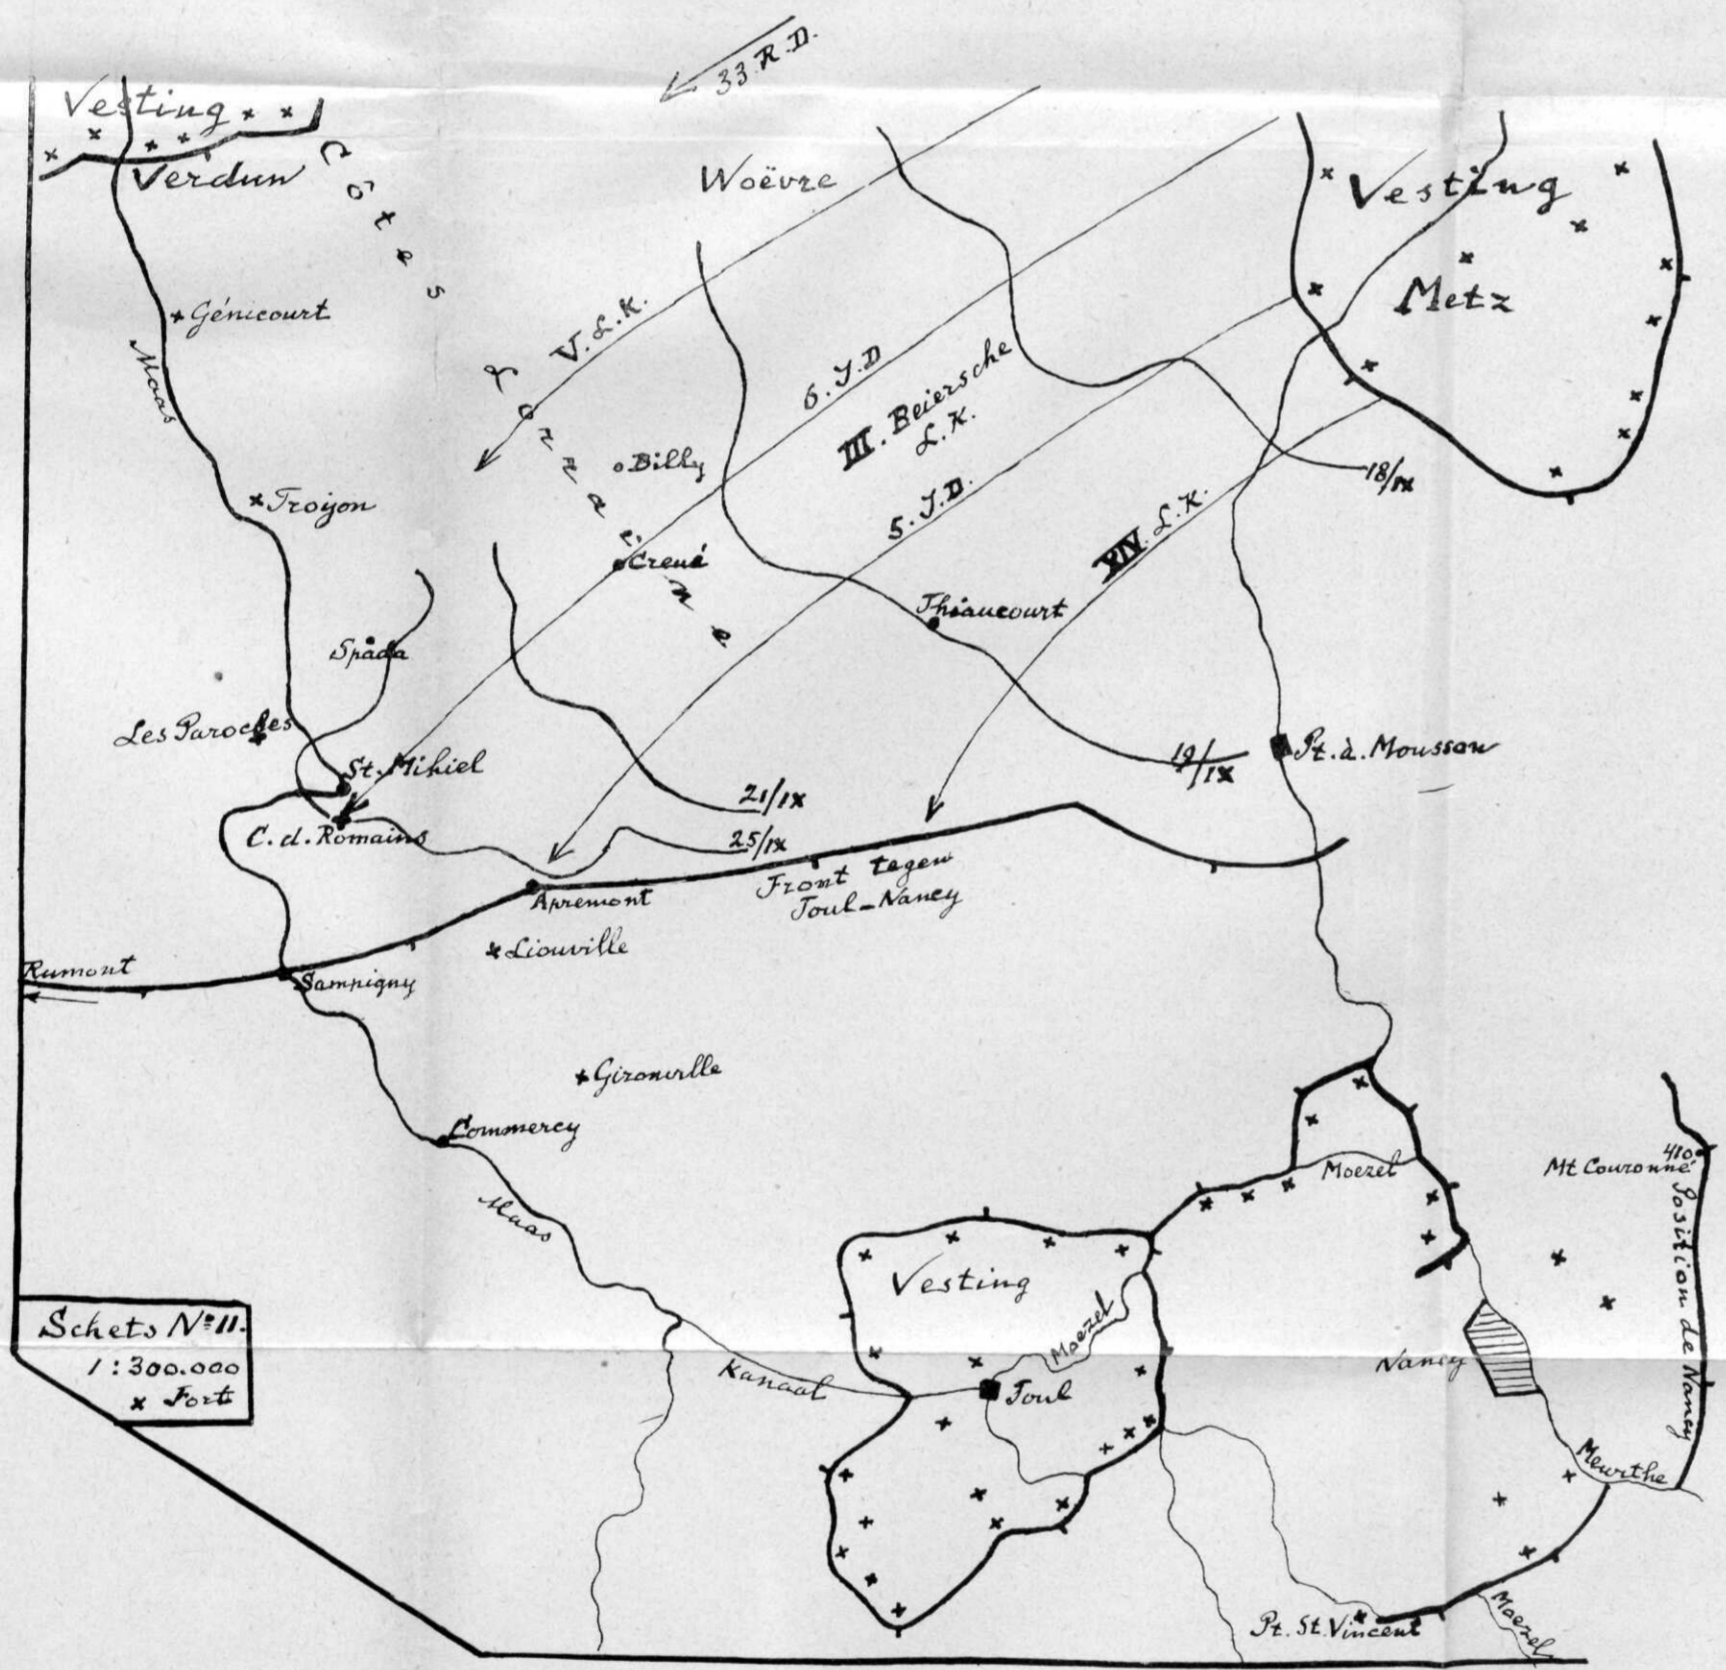 33.R.D.
Vesting
Verdun
Côtes
Lorraine
Woëvre
Vesting
Metz
Génicourt
Maas
V.L.K.
6.I.D
III. Beiersche
L.K.
5.I.D.
XIV. L.K.
18/IX
Billy
Troijon
Creuë
Thiaucourt
Spada
Les Paroches
St. Mihiel
C.d. Romains
19/IX
Pt. à. Mousson
21/IX
25/IX
Front tegen
Toul-Nancy
Apremont
Liouville
Rumont
Sampigny
Gironville
Commercy
Maas
Moezel
410
Mt Couronné
Position de Nancy
Vesting
Moezel
Kanaal
Toul
Nancy
Meurthe
Pt. St. Vincent
Moezel
Schets No 11.
1:300.000
x Fort